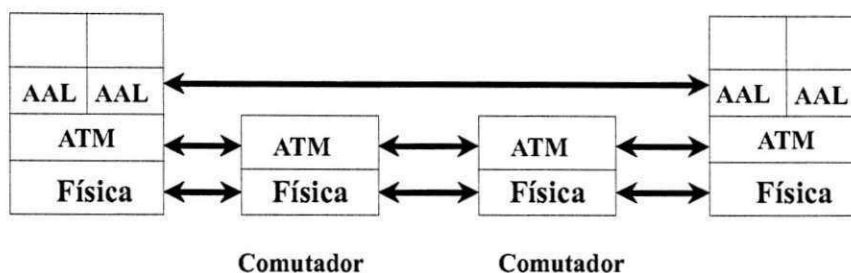 AAL AAL AAL AAL
ATM ATM ATM ATM
Física Física Física Física
Comutador Comutador